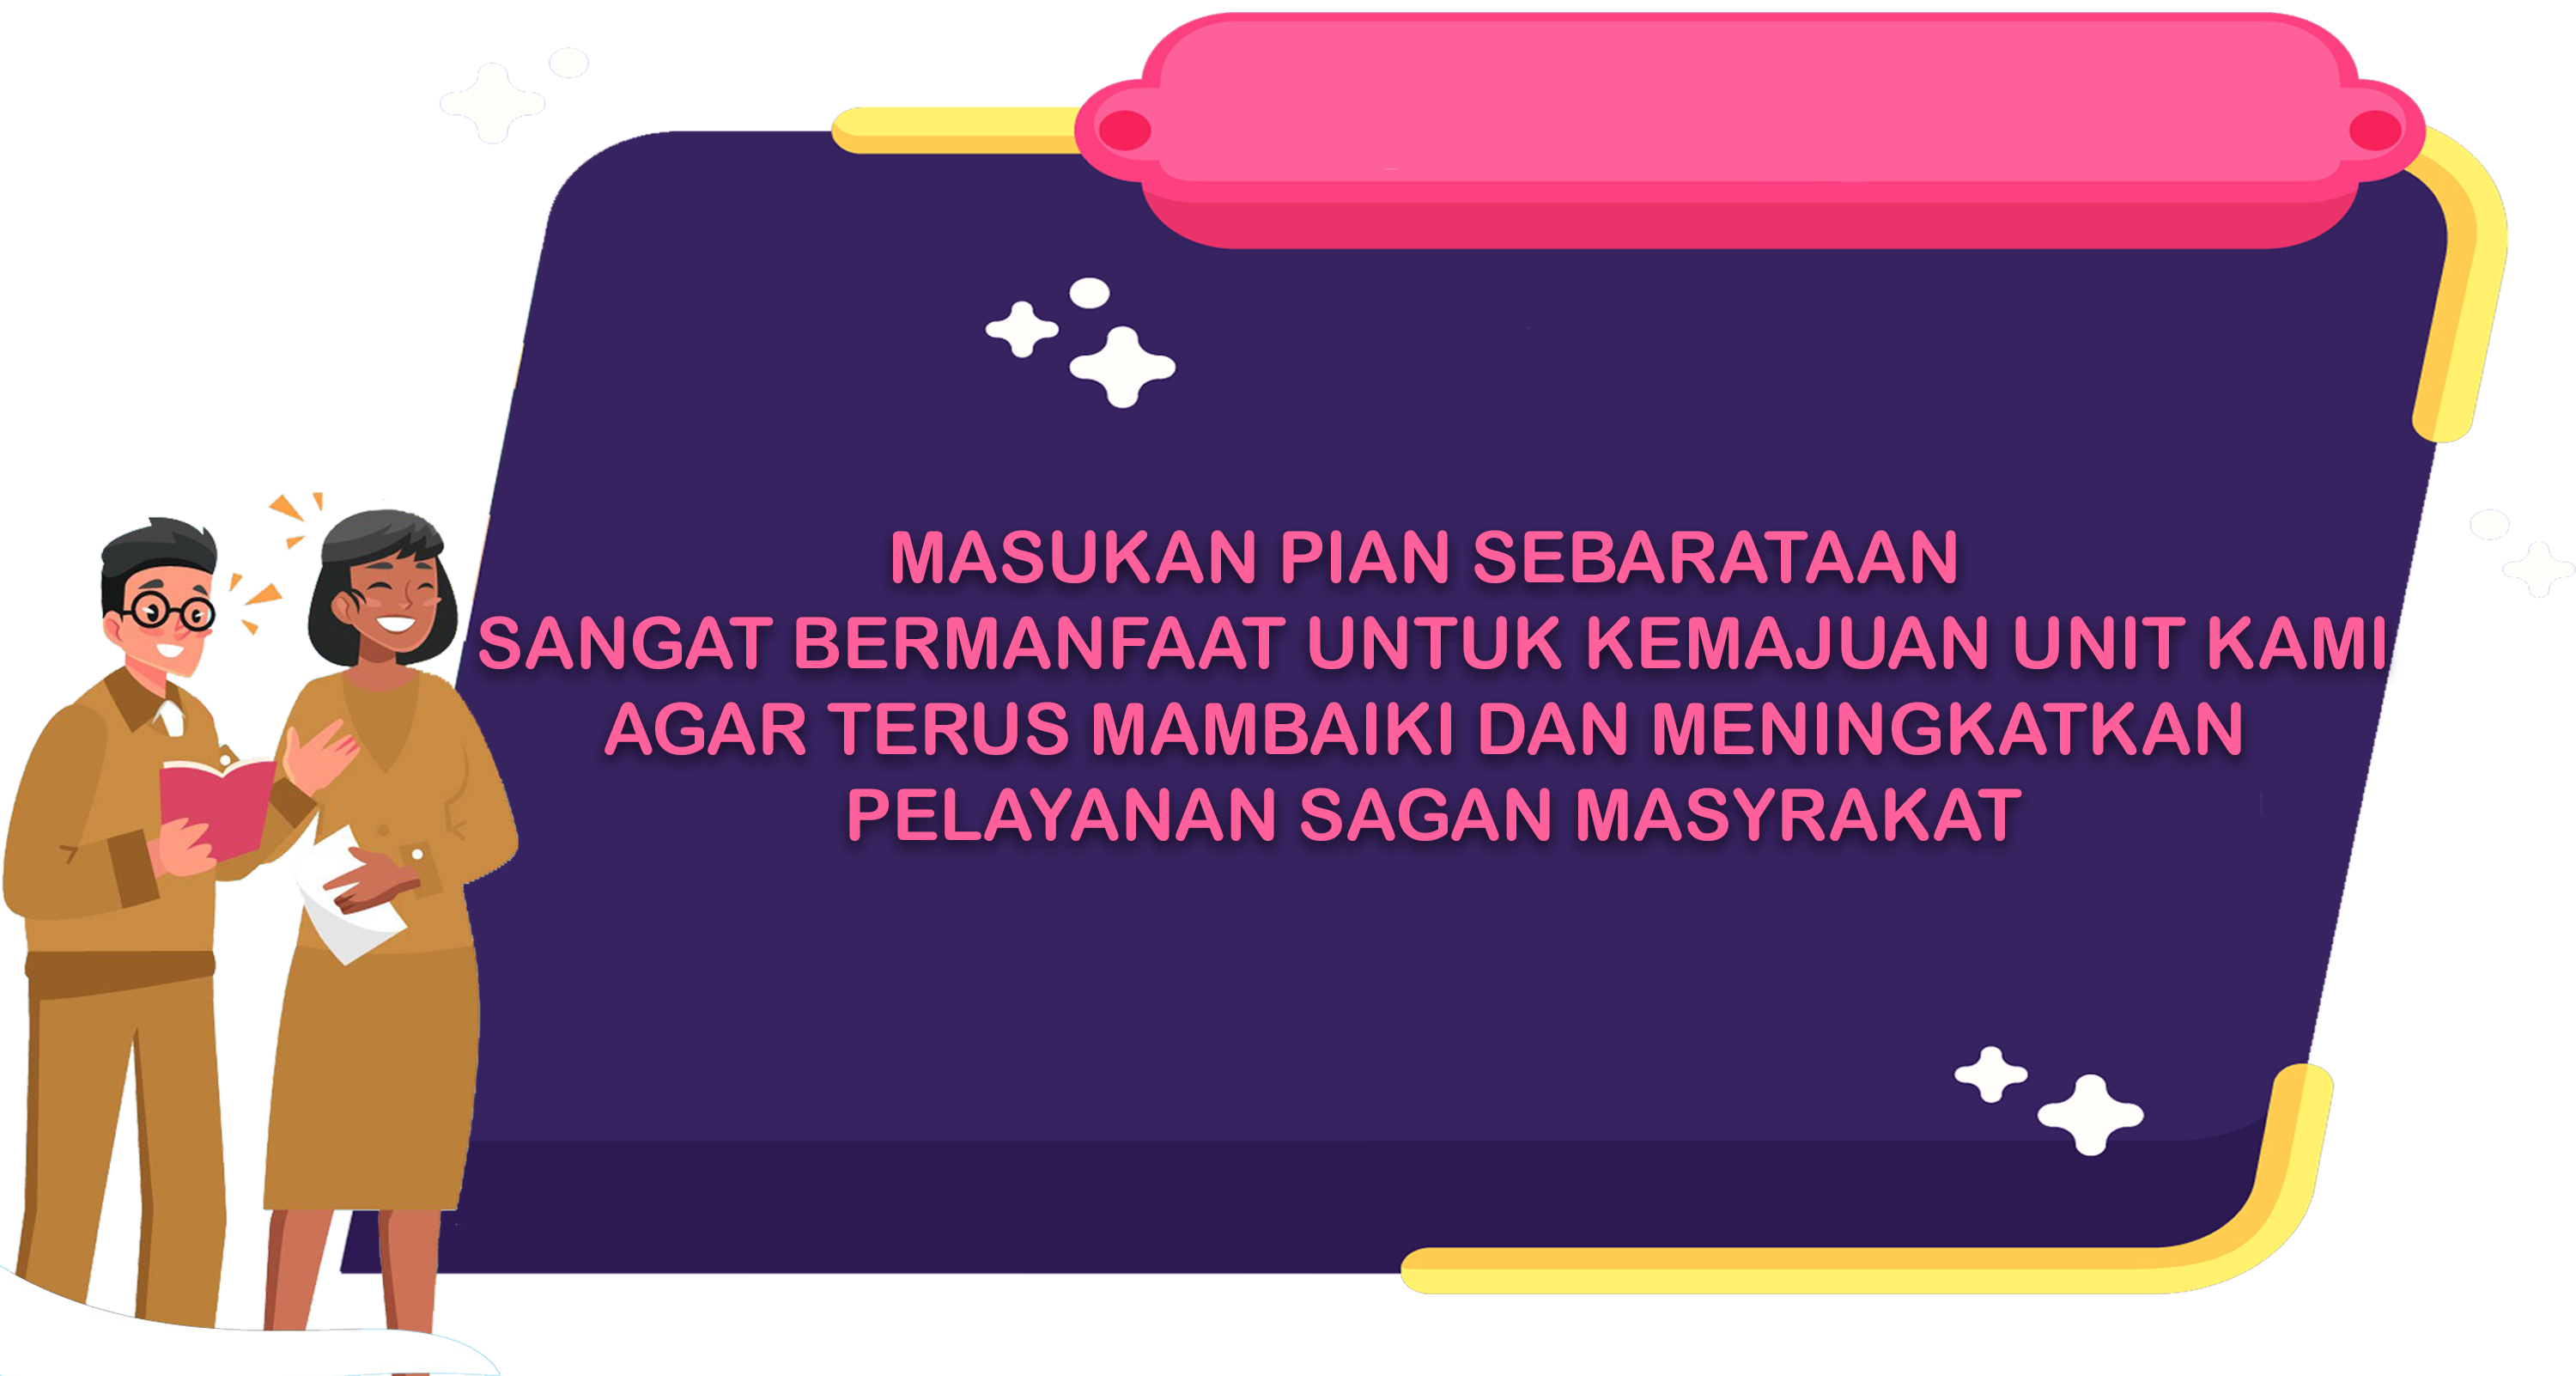 MASUKAN PIAN SEBARATAAN
SANGAT BERMANFAAT UNTUK KEMAJUAN UNIT KAMI
AGAR TERUS MAMBAIKI DAN MENINGKATKAN
PELAYANAN SAGAN MASYRAKAT